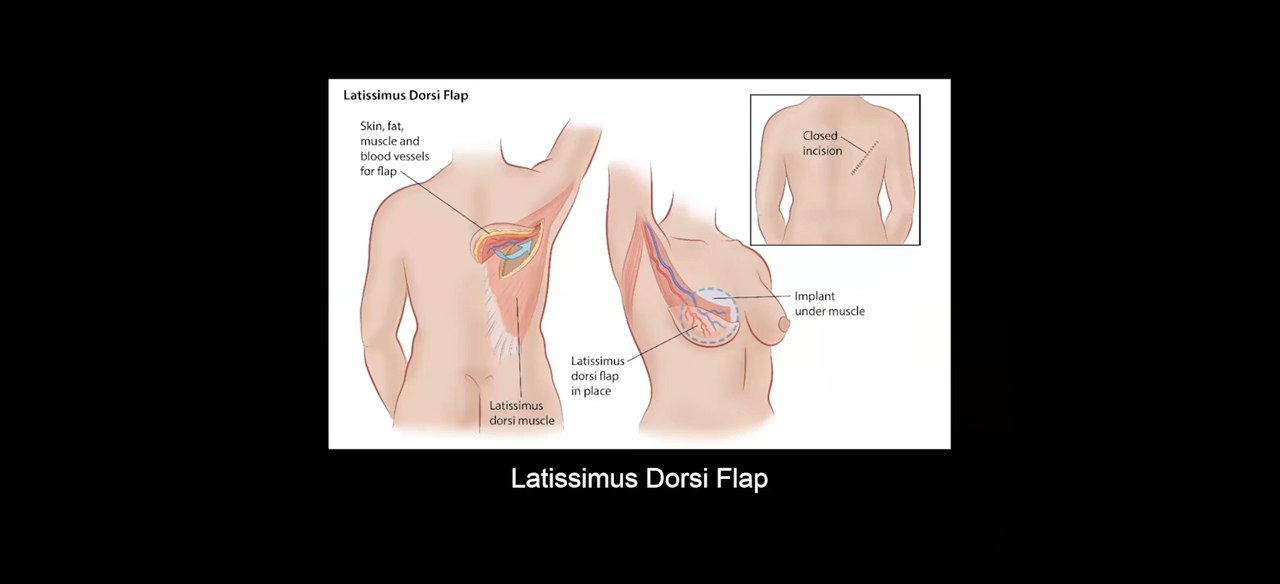 Latissimus Dorsi Flap
Skin, fat,
muscle and
blood vessels
for flap
Latissimus
dorsi muscle
Latissimus
dorsi flap
in place
Implant
under muscle
Closed
incision
Latissimus Dorsi Flap